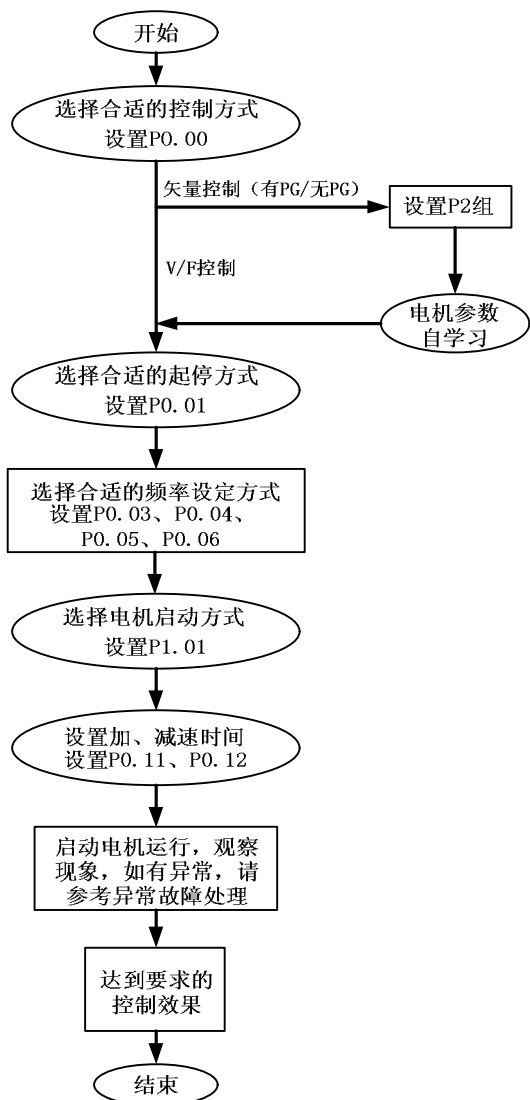 开始
选择合适的控制方式
设置P0.00
矢量控制（有PG/无PG）
设置P2组
V/F控制
电机参数
自学习
选择合适的起停方式
设置P0.01
选择合适的频率设定方式
设置P0.03、P0.04、
P0.05、P0.06
选择电机启动方式
设置P1.01
设置加、减速时间
设置P0.11、P0.12
启动电机运行，观察
现象，如有异常，请
参考异常故障处理
达到要求的
控制效果
结束